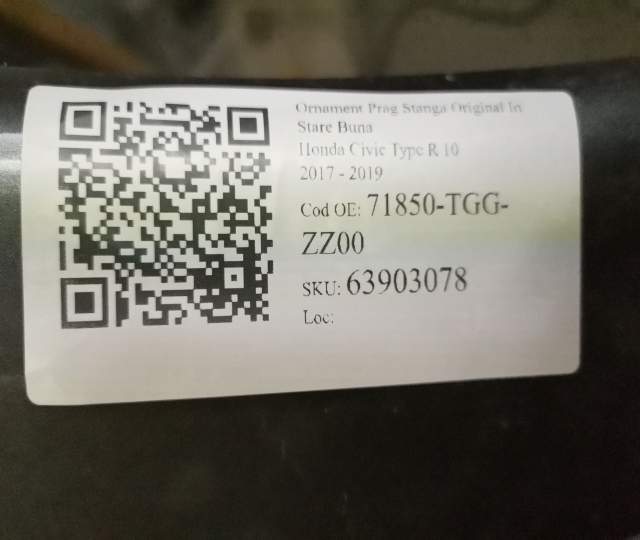 Ornament Prag Stanga Original In
Stare Buna
Honda Civic Type R 10
2017 - 2019
Cod OE: 71850-TGG-
ZZ00
SKU: 63903078
Loc: